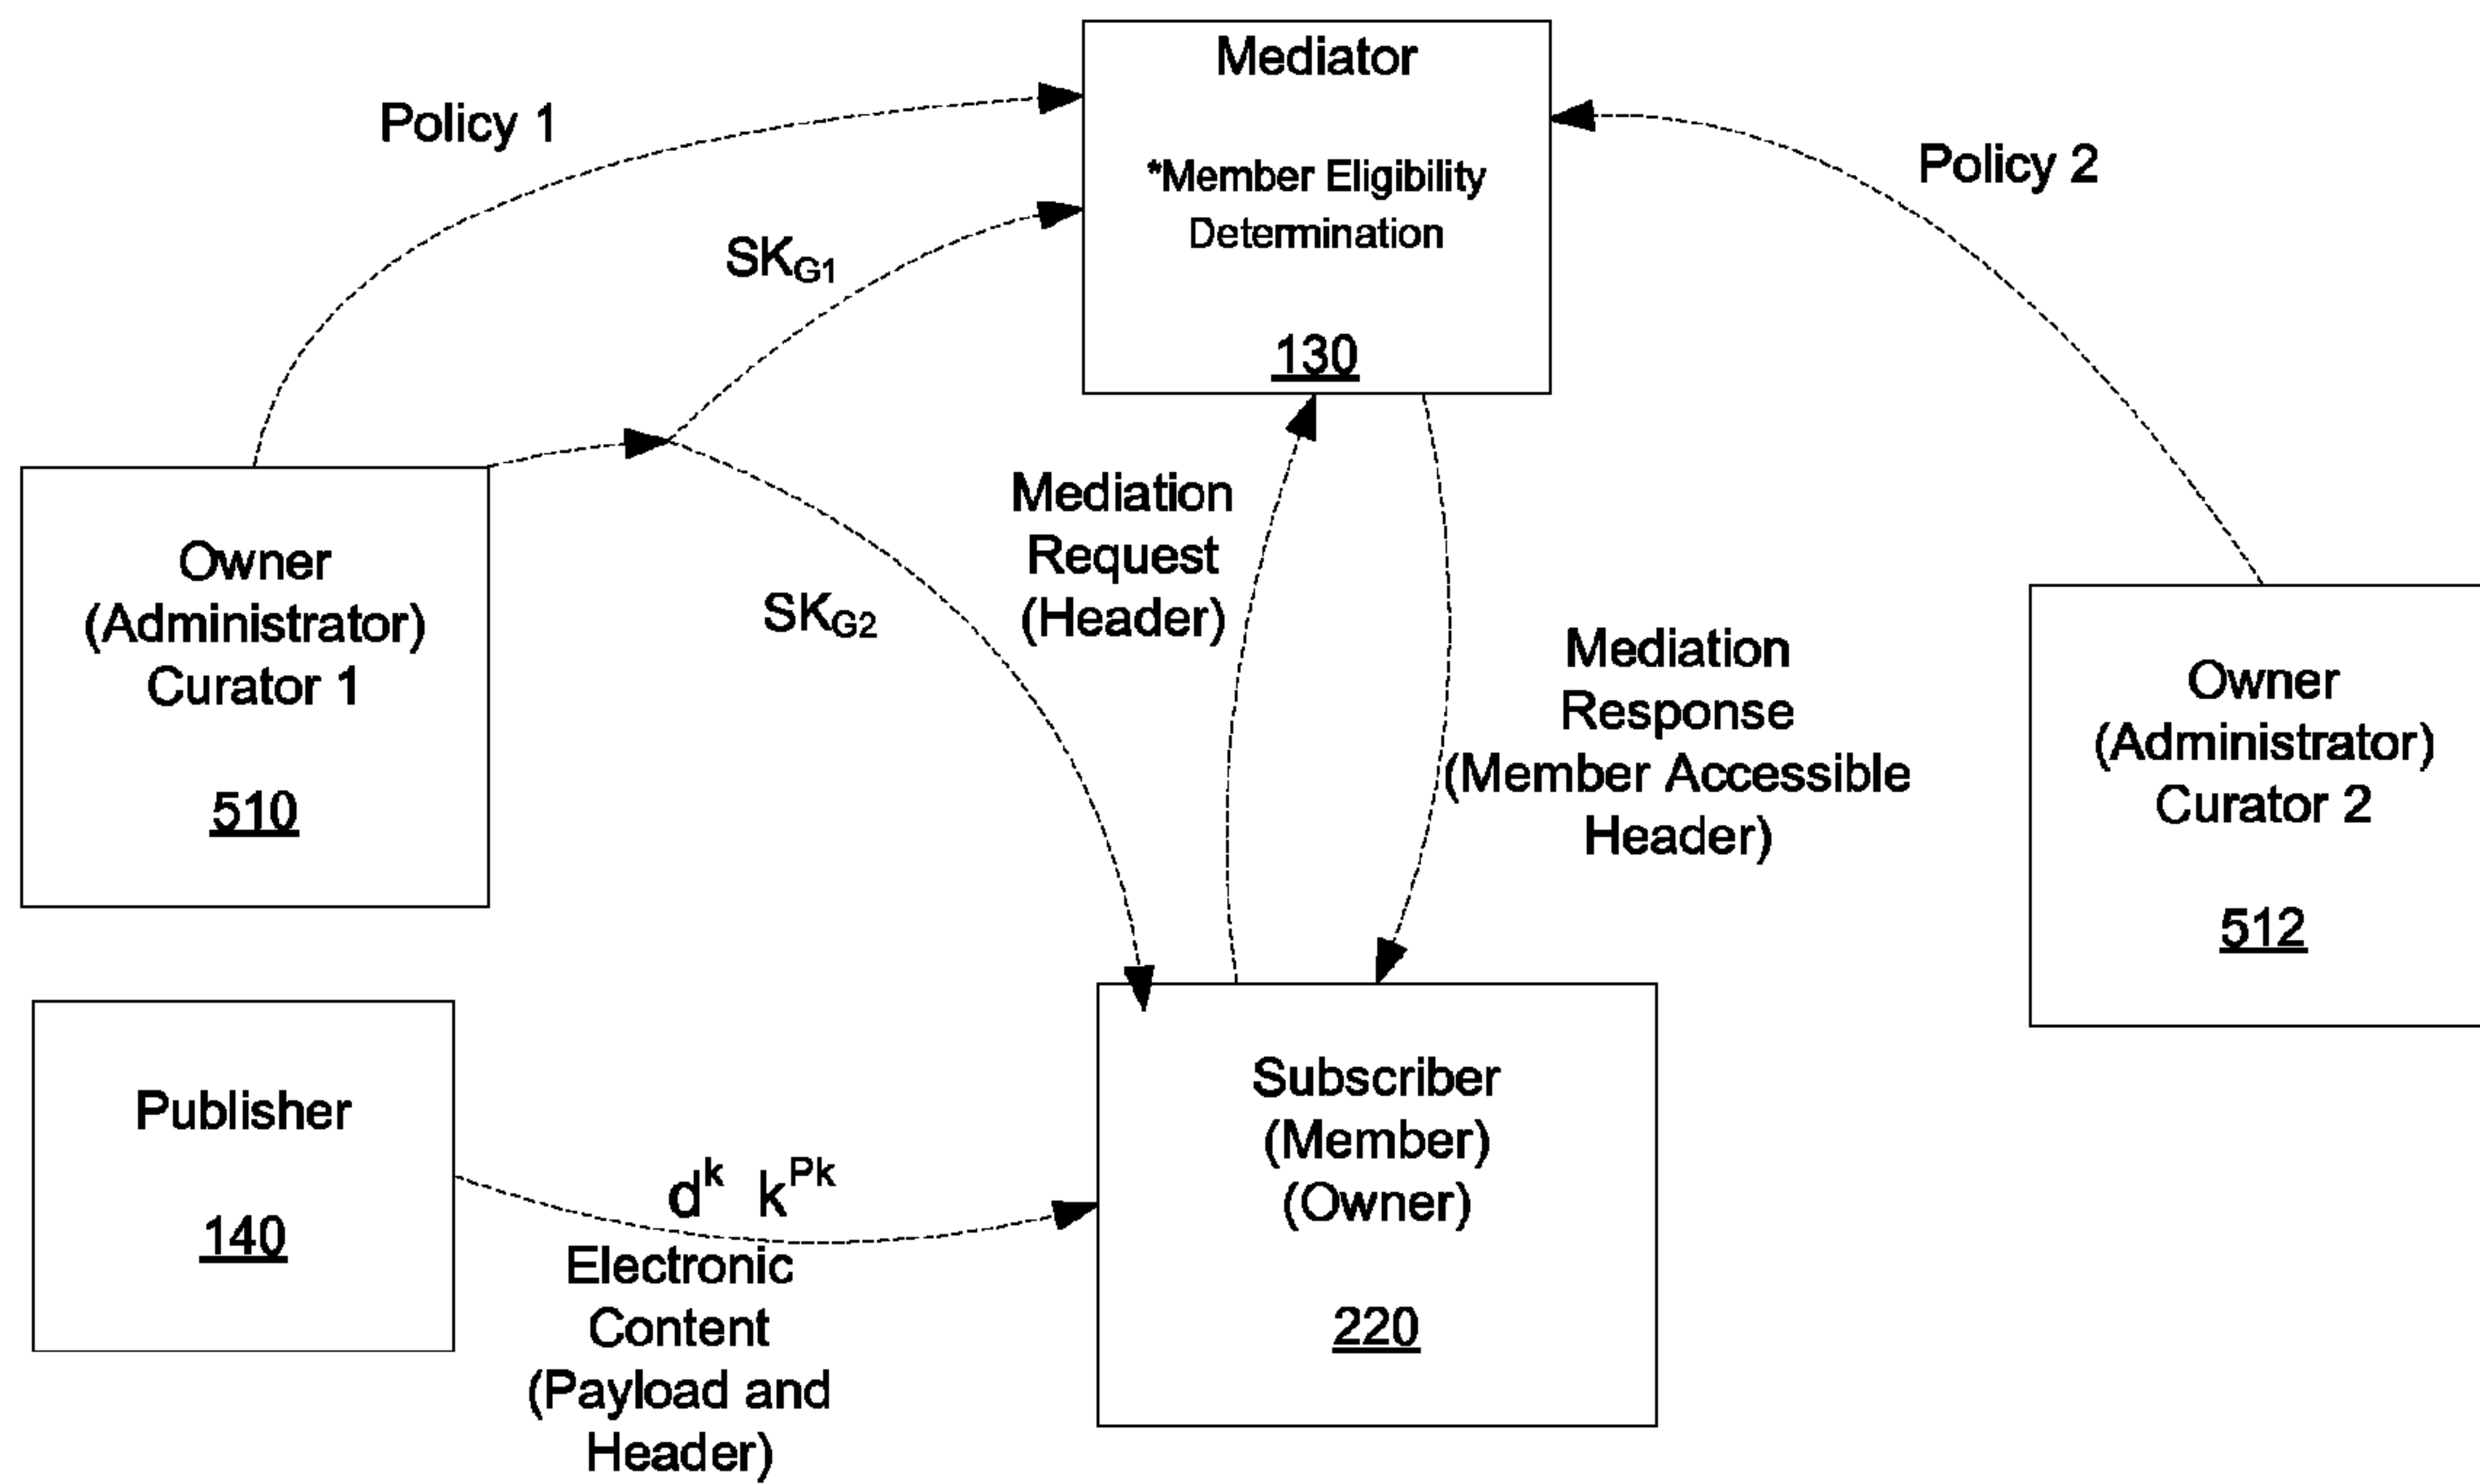 Mediator
*Member Eligibility
Determination
130
Policy 1
Policy 2
SKG1
SKG2
Owner
(Administrator)
Curator 1
510
Mediation
Request
(Header)
Mediation
Response
(Member Accessible
Header)
Owner
(Administrator)
Curator 2
512
Publisher
140
d^k k^Pk
Electronic
Content
(Payload and
Header)
Subscriber
(Member)
(Owner)
220